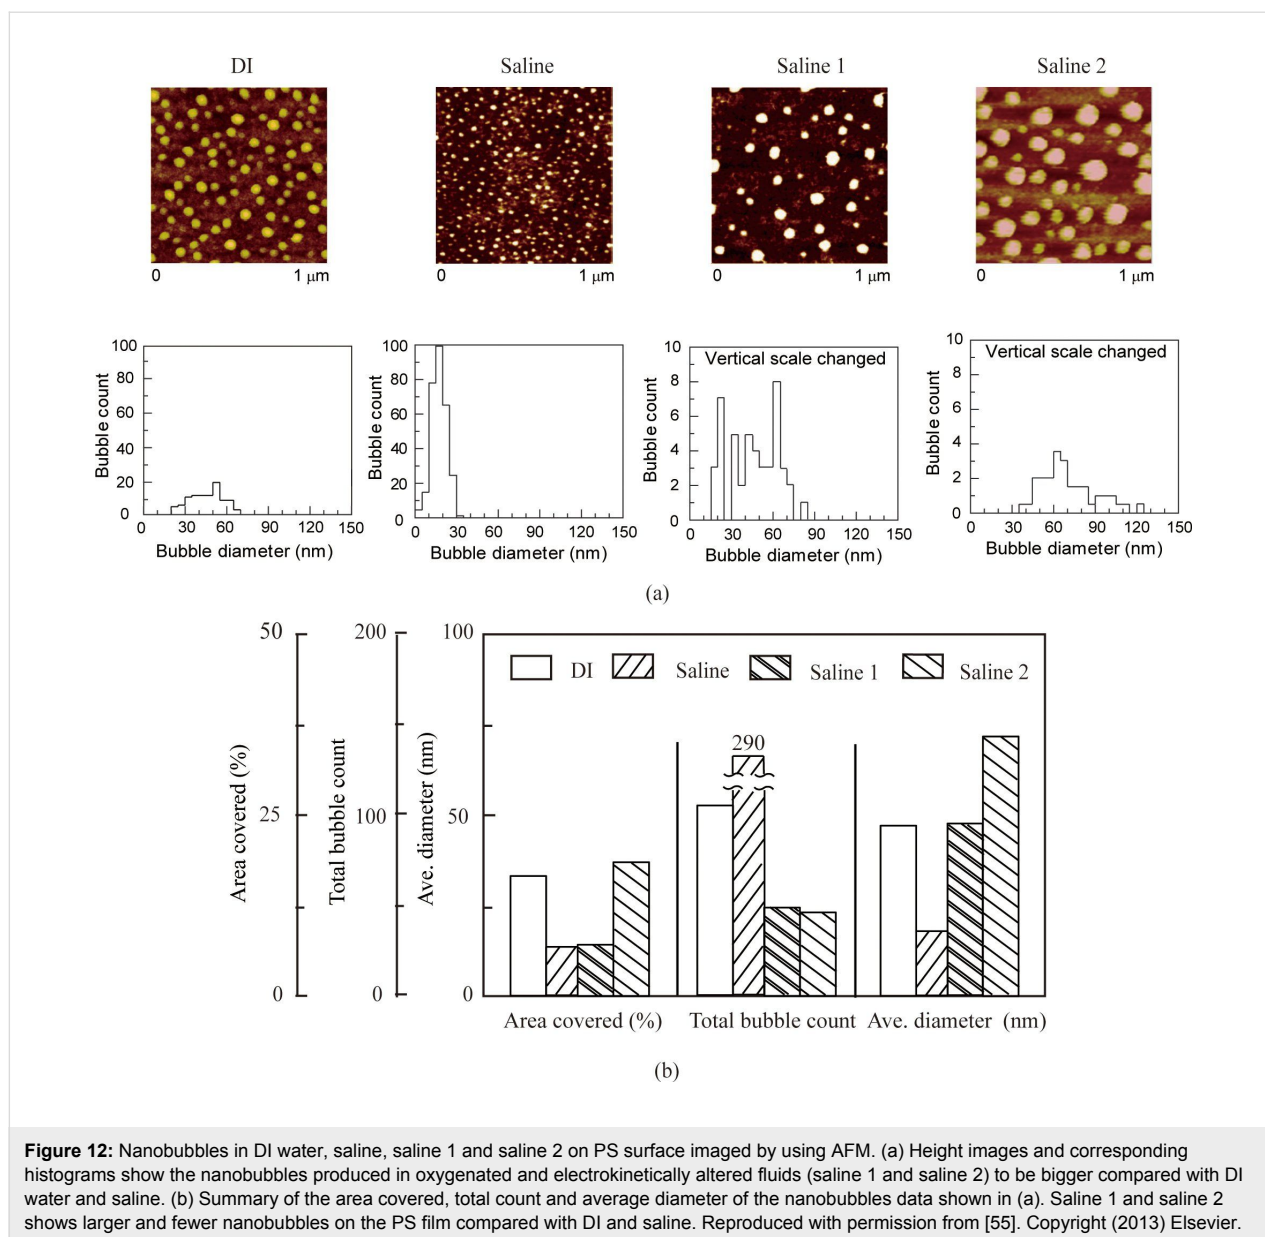 DI Saline Saline 1 Saline 2
0 1 μm 0 1 μm 0 1 μm 0 1 μm
Bubble count
100
80
60
40
20
0
0 30 60 90 120 150
Bubble diameter (nm)
Bubble count
100
80
60
40
20
0
0 30 60 90 120 150
Bubble diameter (nm)
Vertical scale changed
Bubble count
10
8
6
4
2
0
0 30 60 90 120 150
Bubble diameter (nm)
Vertical scale changed
Bubble count
10
8
6
4
2
0
0 30 60 90 120 150
Bubble diameter (nm)
(a)
Area covered (%)
50
25
0
Total bubble count
200
100
0
Ave. diameter (nm)
100
50
0
DI Saline Saline 1 Saline 2
290
Area covered (%) Total bubble count Ave. diameter (nm)
(b)
Figure 12: Nanobubbles in DI water, saline, saline 1 and saline 2 on PS surface imaged by using AFM. (a) Height images and corresponding
histograms show the nanobubbles produced in oxygenated and electrokinetically altered fluids (saline 1 and saline 2) to be bigger compared with DI
water and saline. (b) Summary of the area covered, total count and average diameter of the nanobubbles data shown in (a). Saline 1 and saline 2
shows larger and fewer nanobubbles on the PS film compared with DI and saline. Reproduced with permission from [55]. Copyright (2013) Elsevier.